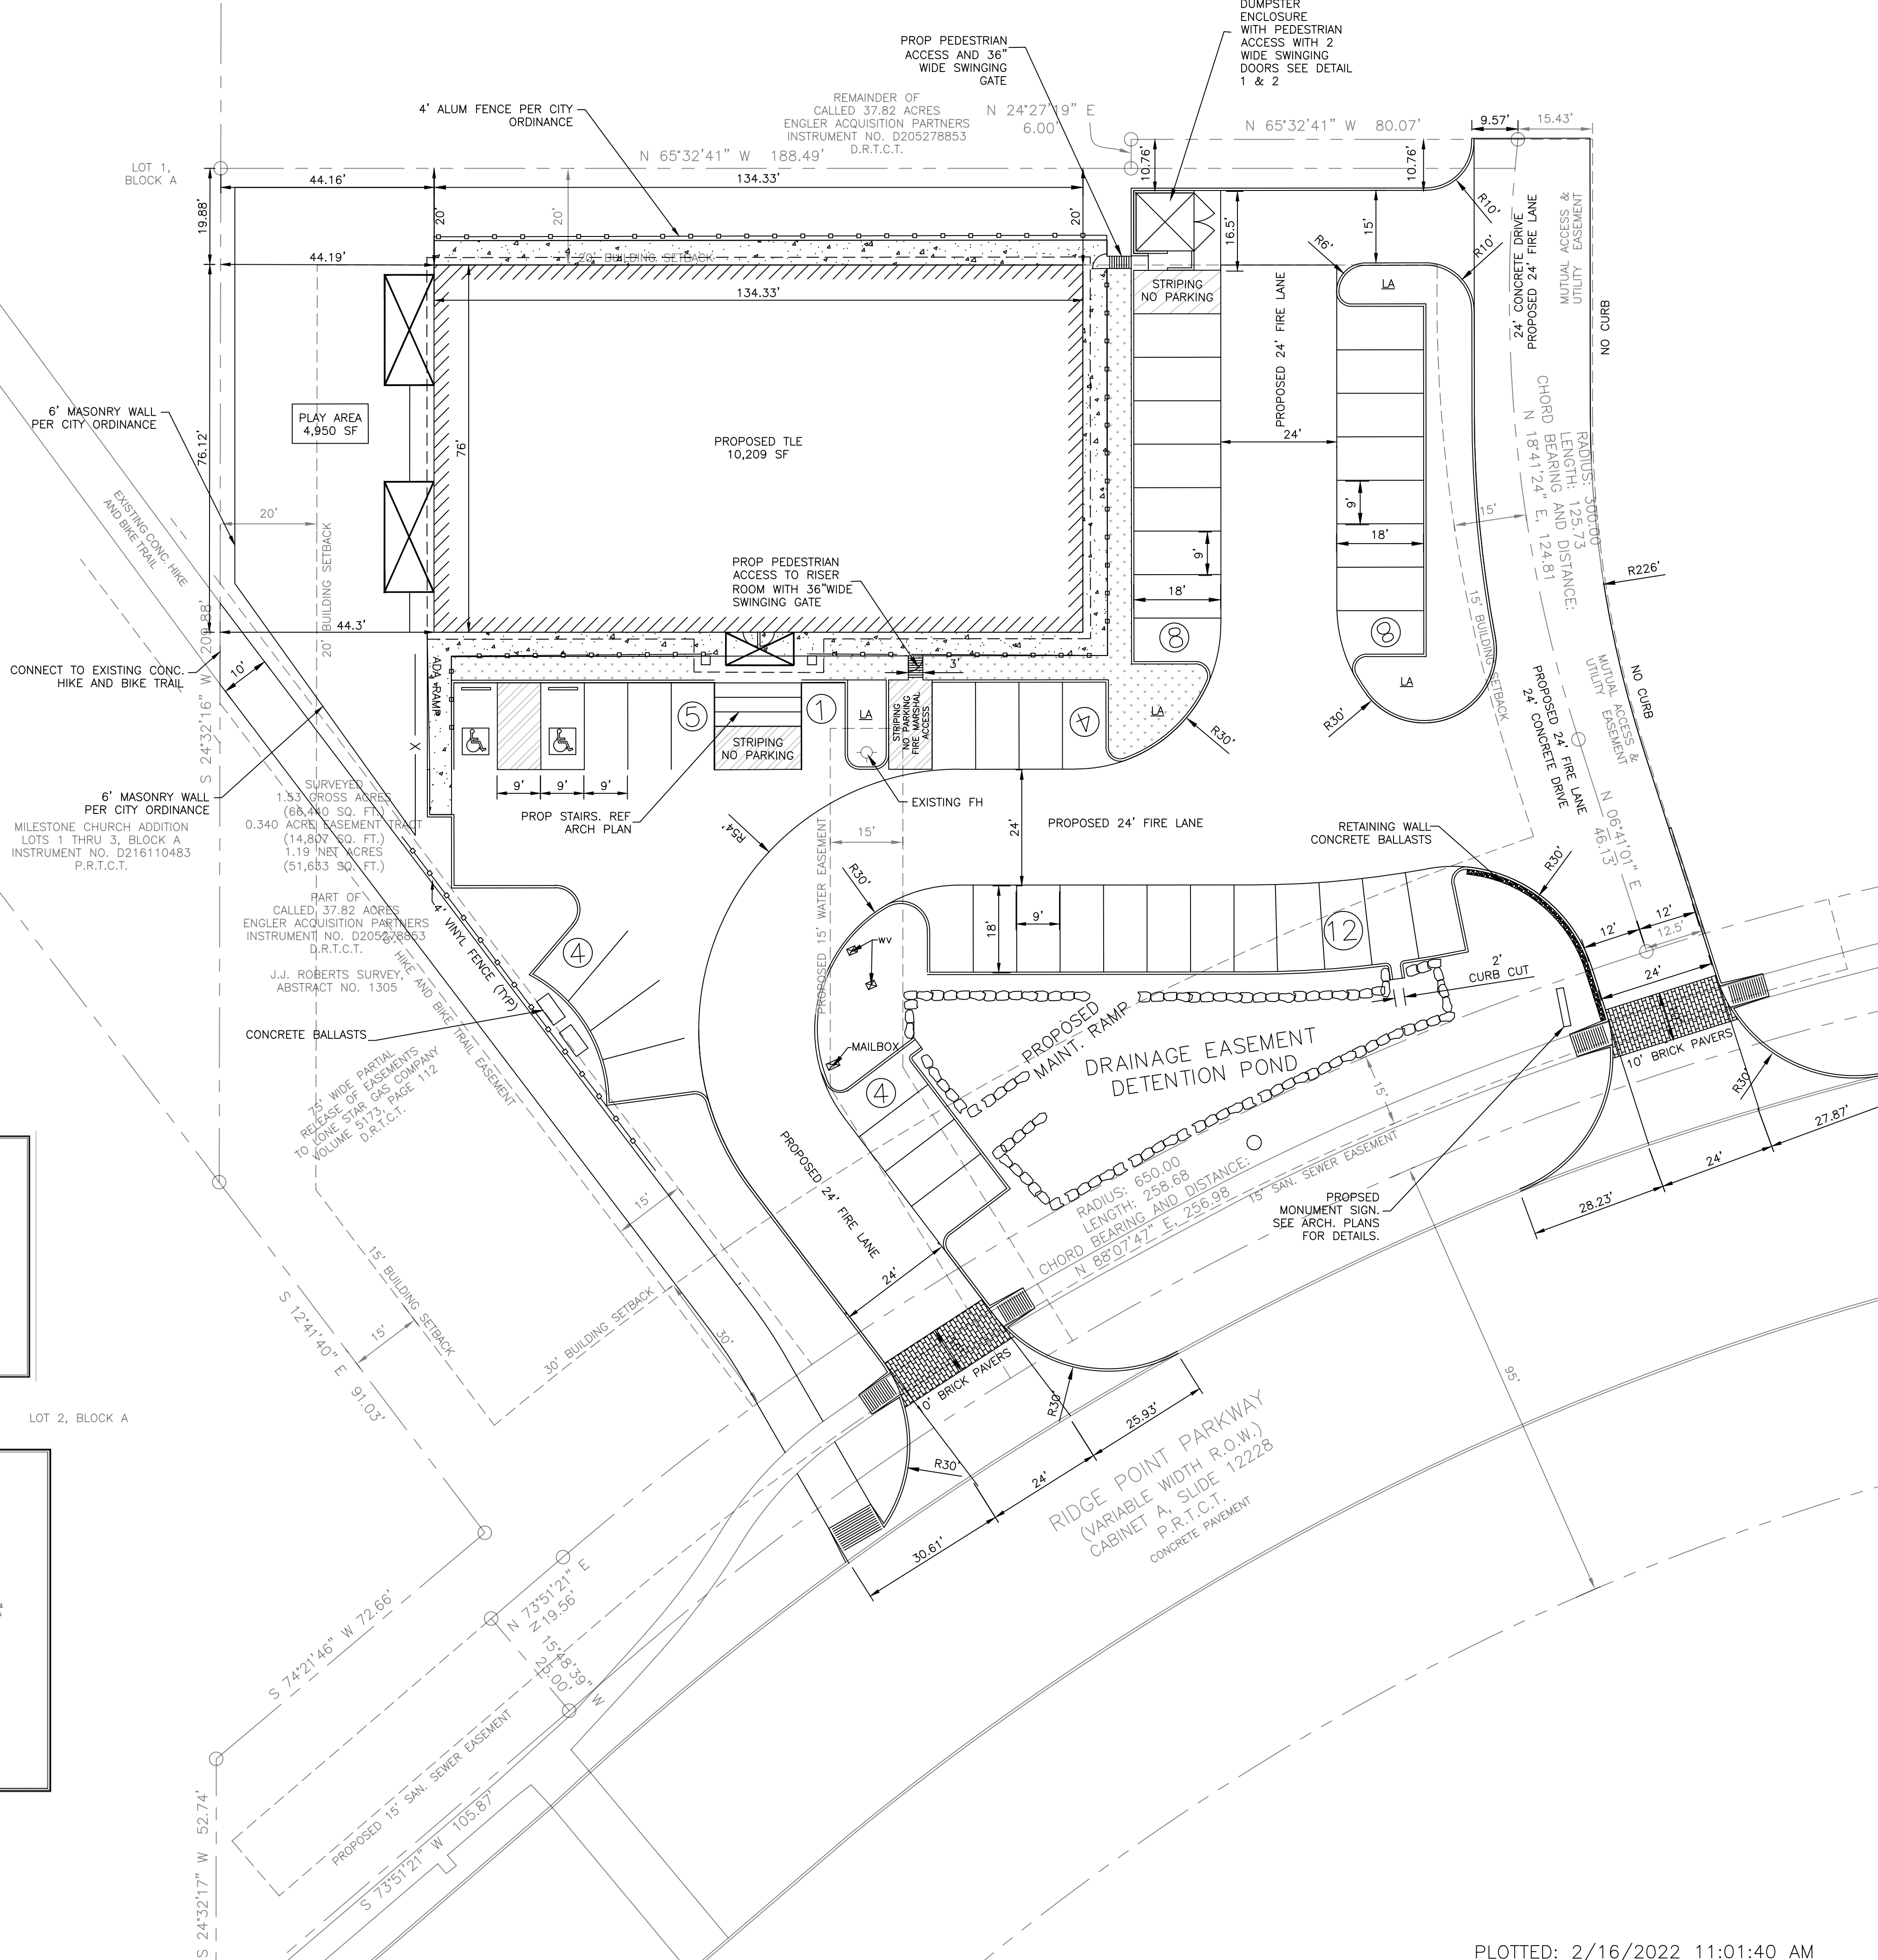 DUMPSTER
ENCLOSURE
WITH PEDESTRIAN
ACCESS WITH 2
WIDE SWINGING
DOORS SEE DETAIL
1 & 2
PROP PEDESTRIAN
ACCESS AND 36"
WIDE SWINGING
GATE
4' ALUM FENCE PER CITY
ORDINANCE
REMAINDER OF
CALLED 37.82 ACRES
ENGLER ACQUISITION PARTNERS
INSTRUMENT NO. D205278853
D.R.T.C.T.
N 24°27'19" E
6.00'
N 65°32'41" W 80.07'
9.57'
15.43'
N 65°32'41" W 188.49'
LOT 1,
BLOCK A
44.16'
134.33'
10.76'
10.76'
19.88'
20'
20'
20'
16.5'
15'
R10'
R6'
R10'
44.19'
20' BUILDING SETBACK
134.33'
STRIPING
NO PARKING
LA
24' CONCRETE DRIVE
PROPOSED 24' FIRE LANE
MUTUAL ACCESS &
UTILITY EASEMENT
NO CURB
PROPOSED 24' FIRE LANE
6' MASONRY WALL
PER CITY ORDINANCE
PLAY AREA
4,950 SF
76.12'
76'
PROPOSED TLE
10,209 SF
24'
RADIUS: 300.00
LENGTH: 125.73
CHORD BEARING AND DISTANCE:
N 18°41'24" E, 124.81
EXISTING CONC. HIKE
AND BIKE TRAIL
20'
20' BUILDING SETBACK
9'
18'
15'
9'
18'
PROP PEDESTRIAN
ACCESS TO RISER
ROOM WITH 36"WIDE
SWINGING GATE
R226'
15' BUILDING SETBACK
S 24°32'16" W 209.88'
44.3'
8
8
CONNECT TO EXISTING CONC.
HIKE AND BIKE TRAIL
10'
ADA RAMP
3'
LA
MUTUAL ACCESS &
UTILITY EASEMENT
NO CURB
PROPOSED 24' FIRE LANE
24' CONCRETE DRIVE
5
1
LA
STRIPING
NO PARKING
FIRE MARSHAL
ACCESS
4
LA
R30'
R30'
X
STRIPING
NO PARKING
9'
9'
9'
EXISTING FH
6' MASONRY WALL
PER CITY ORDINANCE
PROP STAIRS. REF
ARCH PLAN
SURVEYED
1.53 GROSS ACRES
(66,440 SQ. FT.)
0.340 ACRE EASEMENT TRACT
(14,807 SQ. FT.)
1.19 NET ACRES
(51,633 SQ. FT.)
MILESTONE CHURCH ADDITION
LOTS 1 THRU 3, BLOCK A
INSTRUMENT NO. D216110483
P.R.T.C.T.
R54'
15'
24'
PROPOSED 24' FIRE LANE
RETAINING WALL
CONCRETE BALLASTS
R30'
N 06°41'01" E
46.13'
PART OF
CALLED 37.82 ACRES
ENGLER ACQUISITION PARTNERS
INSTRUMENT NO. D205278853
D.R.T.C.T.
J.J. ROBERTS SURVEY,
ABSTRACT NO. 1305
4' VINYL FENCE (TYP)
HIKE AND BIKE TRAIL EASEMENT
4
R30'
PROPOSED 15' WATER EASEMENT
WV
18'
9'
12
12'
12'
12.5'
2'
CURB CUT
24'
CONCRETE BALLASTS
75' WIDE PARTIAL
RELEASE OF EASEMENTS
TO LONE STAR GAS COMPANY
VOLUME 5173, PAGE 112
D.R.T.C.T.
MAILBOX
PROPOSED
MAINT. RAMP
DRAINAGE EASEMENT
DETENTION POND
10' BRICK PAVERS
4
15'
R30'
27.87'
24'
28.23'
PROPOSED 24' FIRE LANE
15'
RADIUS: 650.00
LENGTH: 258.68
CHORD BEARING AND DISTANCE:
N 88°07'47" E, 256.98
15' SAN. SEWER EASEMENT
PROPSED
MONUMENT SIGN.
SEE ARCH. PLANS
FOR DETAILS.
15' BUILDING SETBACK
24'
30' BUILDING SETBACK
30'
S 12°41'40" E 91.03'
15'
10' BRICK PAVERS
R30'
25.93'
95'
LOT 2, BLOCK A
R30'
24'
30.61'
RIDGE POINT PARKWAY
(VARIABLE WIDTH R.O.W.)
CABINET A, SLIDE 12228
P.R.T.C.T.
CONCRETE PAVEMENT
S 74°21'46" W 72.66'
N 73°51'21" E
19.56'
N 15°48'39" W
25.00'
PROPOSED 15' SAN. SEWER EASEMENT
S 73°51'21" W 105.87'
S 24°32'17" W 52.74'
PLOTTED: 2/16/2022 11:01:40 AM